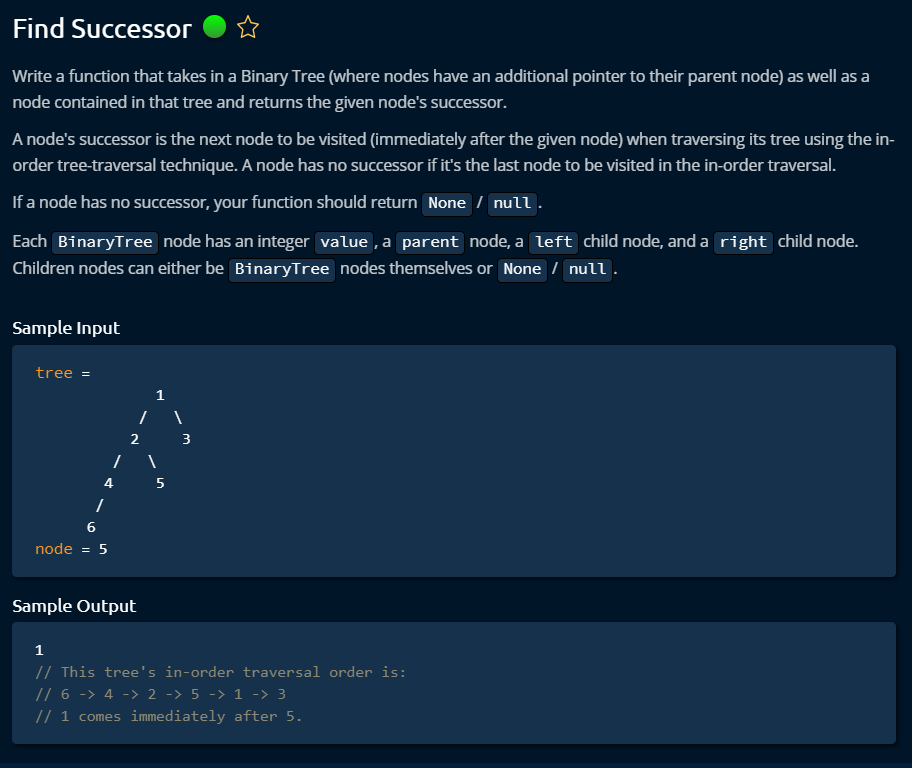 Find Successor
Write a function that takes in a Binary Tree (where nodes have an additional pointer to their parent node) as well as a
node contained in that tree and returns the given node's successor.
A node's successor is the next node to be visited (immediately after the given node) when traversing its tree using the in-
order tree-traversal technique. A node has no successor if it's the last node to be visited in the in-order traversal.
If a node has no successor, your function should return None / null.
Each BinaryTree node has an integer value, a parent node, a left child node, and a right child node.
Children nodes can either be BinaryTree nodes themselves or None / null.
Sample Input
tree =
              1
            /   \
           2     3
         /   \
        4     5
       /
      6
node = 5
Sample Output
1
// This tree's in-order traversal order is:
// 6 -> 4 -> 2 -> 5 -> 1 -> 3
// 1 comes immediately after 5.